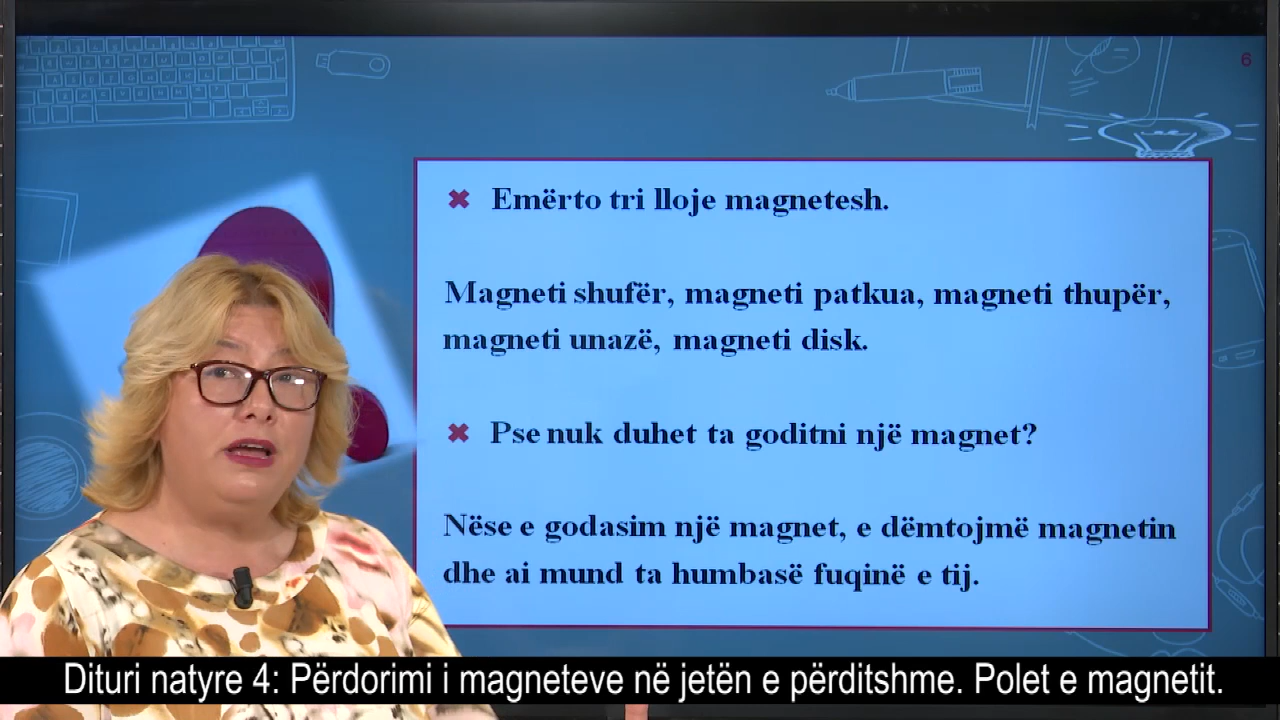 6
✖ Emërto tri lloje magnetesh.
Magneti shufër, magneti patkua, magneti thupër,
magneti unazë, magneti disk.
✖ Pse nuk duhet ta goditni një magnet?
Nëse e godasim një magnet, e dëmtojmë magnetin
dhe ai mund ta humbasë fuqinë e tij.
Dituri natyre 4: Përdorimi i magneteve në jetën e përditshme. Polet e magnetit.